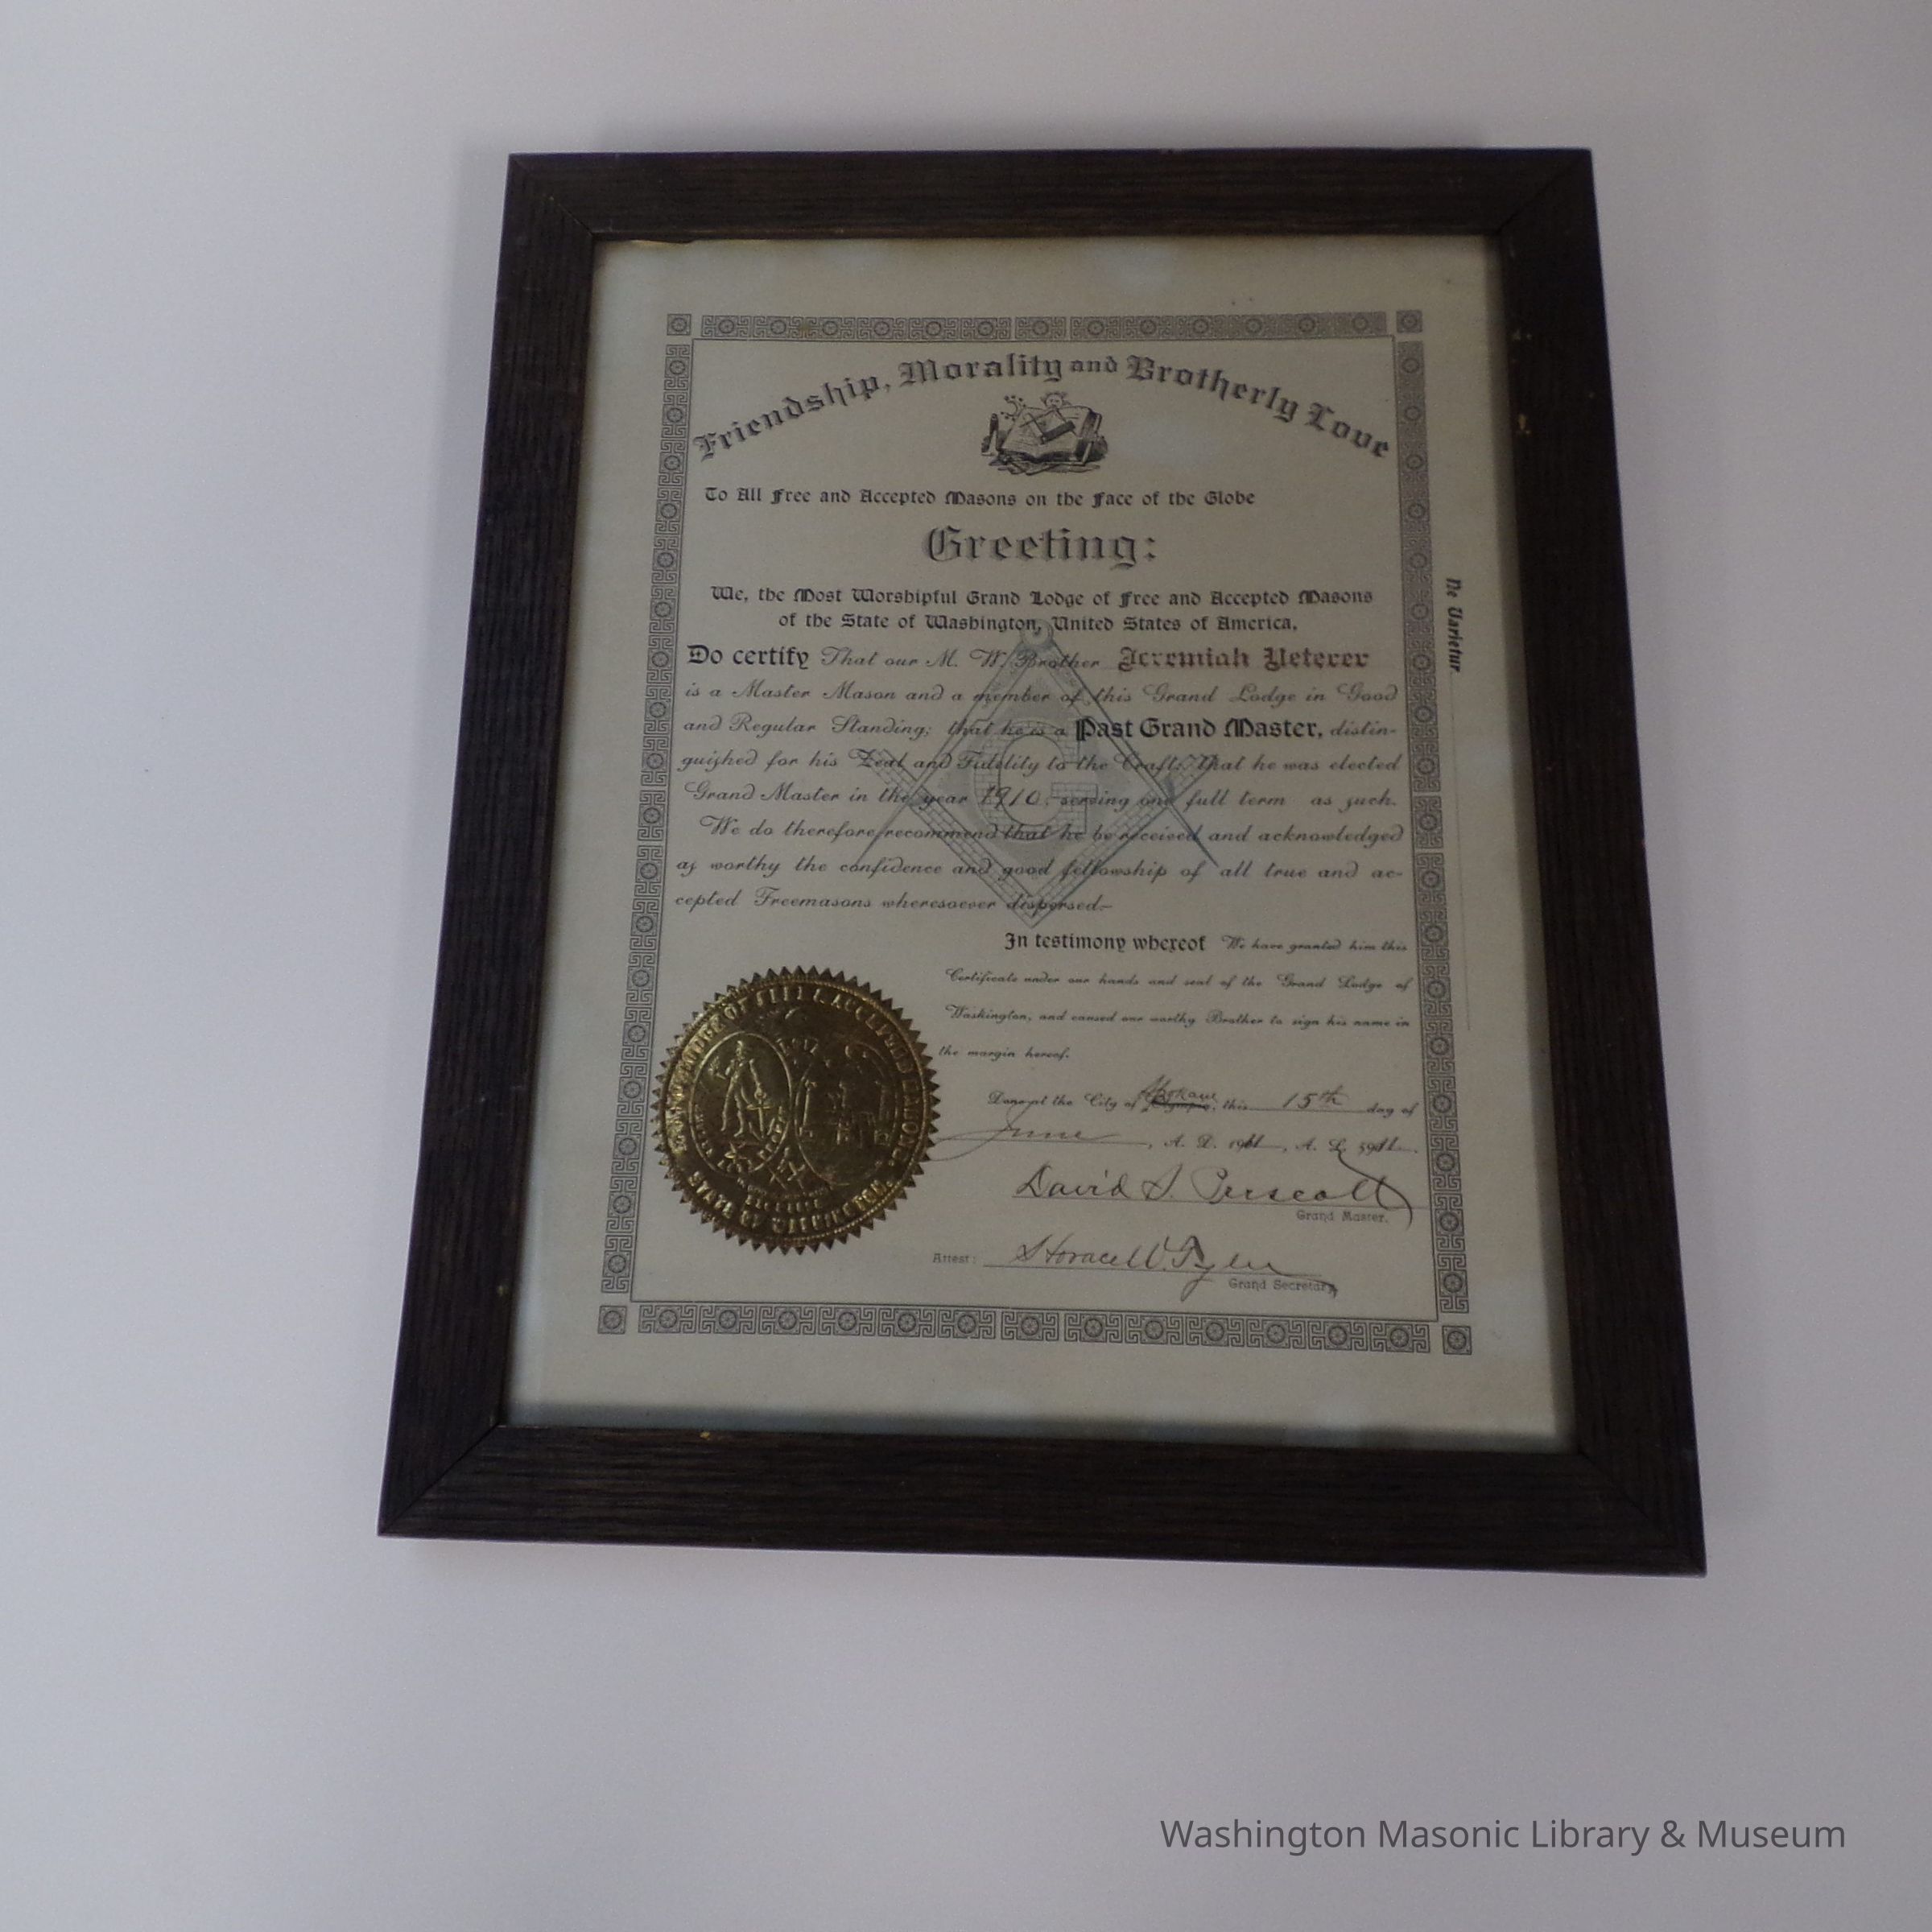 Friendship, Morality and Brotherly Love
To All Free and Accepted Masons on the Face of the Globe
Greeting:
We, the Most Worshipful Grand Lodge of Free and Accepted Masons
of the State of Washington, United States of America,
Do certify That our M. W. Brother Jeremiah Neterer
is a Master Mason and a member of this Grand Lodge in Good
and Regular Standing; that he is a Past Grand Master, distin-
guished for his Zeal and Fidelity to the Craft. That he was elected
Grand Master in the year 1910, serving one full term as such.
We do therefore recommend that he be received and acknowledged
as worthy the confidence and good fellowship of all true and ac-
cepted Freemasons wheresoever dispersed.—
In testimony whereof We have granted him this
Certificate under our hands and seal of the Grand Lodge of
Washington, and caused our worthy Brother to sign his name in
the margin hereof.
Done at the City of Spokane, this 15th day of
June, A. D. 1911, A. L. 5911.
David S. Prescott
Grand Master.
Attest: Horace W. Tyler
Grand Secretary
Ne Varietur
STATE OF WASHINGTON.
Washington Masonic Library & Museum